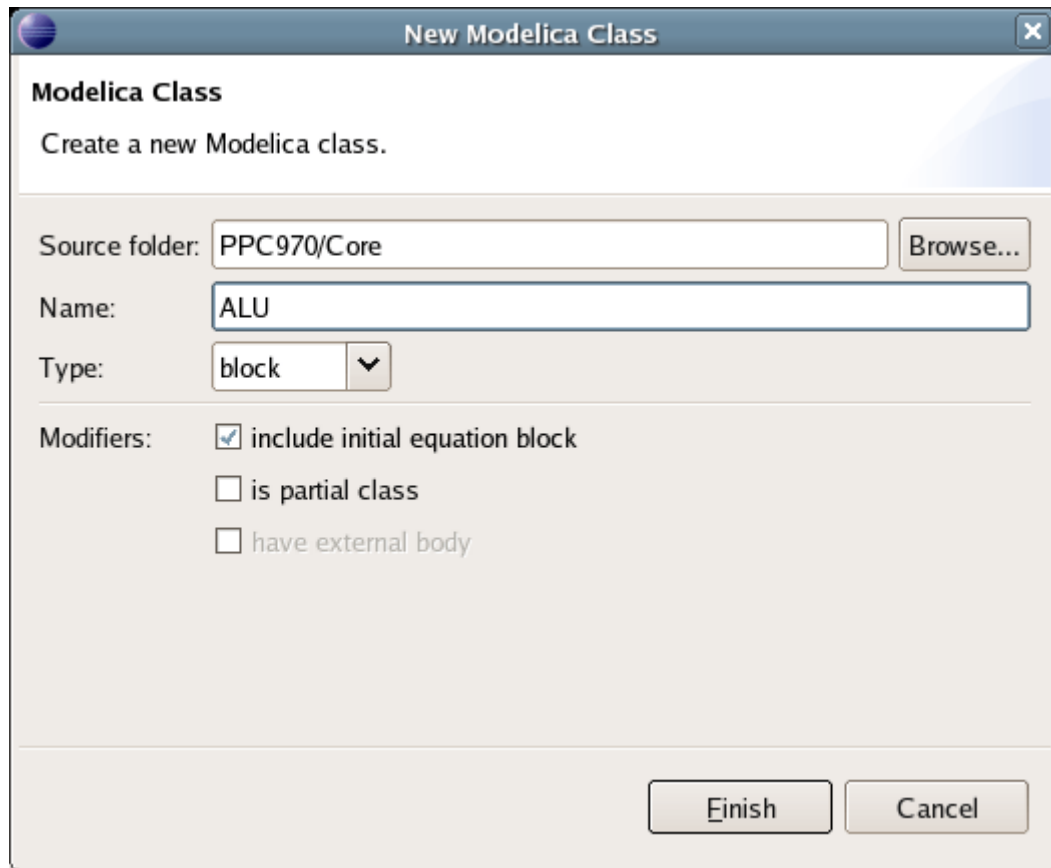 New Modelica Class
Modelica Class
Create a new Modelica class.
Source folder: PPC970/Core Browse...
Name: ALU
Type: block
Modifiers: include initial equation block
is partial class
have external body
Finish Cancel